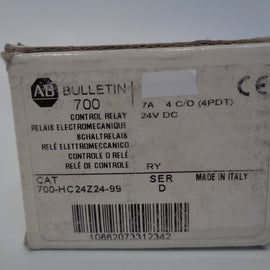 AB BULLETIN
700
7A 4 C/O (4PDT)
24V DC
CE
CONTROL RELAY
RELAIS ELECTROMECANIQUE
SCHALTRELAIS
RELÉ ELETTROMECCANICO
CONTROLE O RELÉ
RELÉ DE CONTROLE
RY
CAT
700-HC24Z24-99
SER
D
MADE IN ITALY
10662073312342